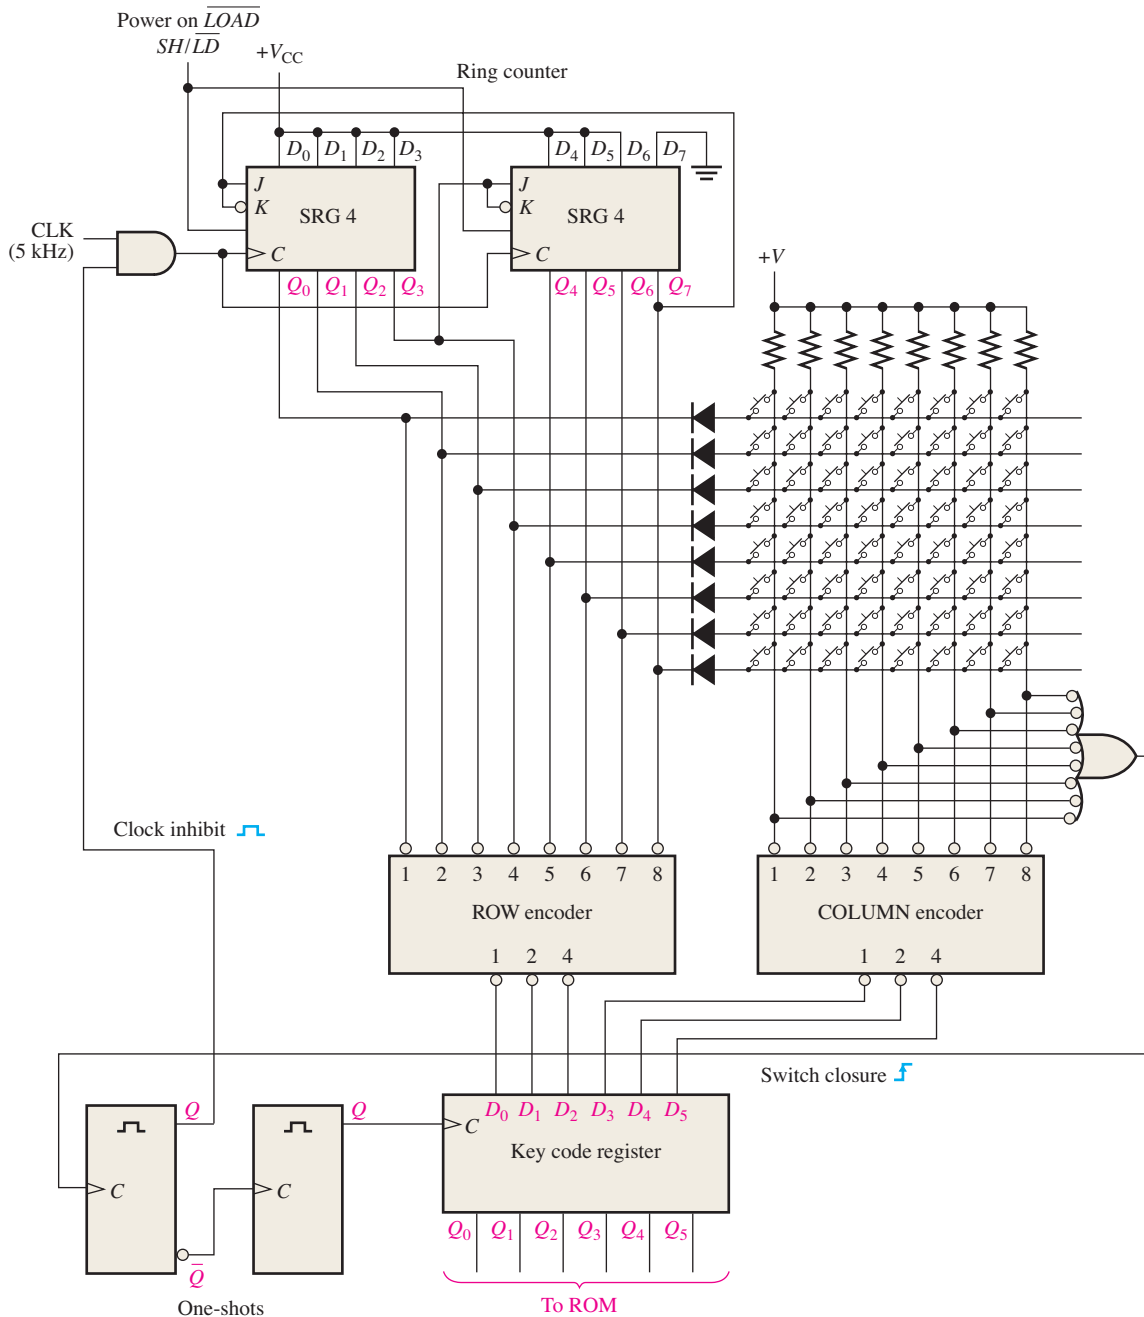 Power on L̅O̅A̅D̅
SH/L̅D̅
+V_CC
Ring counter
D₀ D₁ D₂ D₃ D₄ D₅ D₆ D₇
J
K
SRG 4
C
J
K
SRG 4
C
CLK
(5 kHz)
Q₀ Q₁ Q₂ Q₃ Q₄ Q₅ Q₆ Q₇
+V
Clock inhibit
1 2 3 4 5 6 7 8
ROW encoder
1 2 4
1 2 3 4 5 6 7 8
COLUMN encoder
1 2 4
Switch closure
Q
C
Q̅
Q
C
One-shots
D₀ D₁ D₂ D₃ D₄ D₅
C
Key code register
Q₀ Q₁ Q₂ Q₃ Q₄ Q₅
To ROM